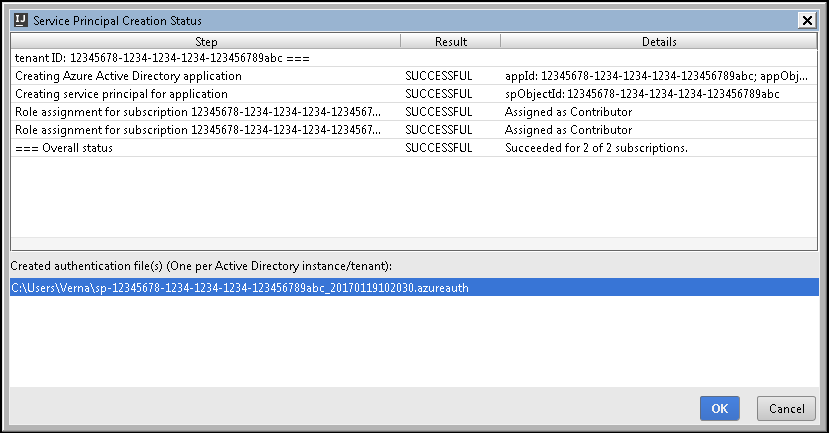 IJ Service Principal Creation Status
Step Result Details
tenant ID: 12345678-1234-1234-1234-123456789abc ===
Creating Azure Active Directory application SUCCESSFUL appId: 12345678-1234-1234-1234-123456789abc; appObj...
Creating service principal for application SUCCESSFUL spObjectId: 12345678-1234-1234-1234-123456789abc
Role assignment for subscription 12345678-1234-1234-1234-1234567... SUCCESSFUL Assigned as Contributor
Role assignment for subscription 12345678-1234-1234-1234-1234567... SUCCESSFUL Assigned as Contributor
=== Overall status SUCCESSFUL Succeeded for 2 of 2 subscriptions.
Created authentication file(s) (One per Active Directory instance/tenant):
C:\Users\Verna\sp-12345678-1234-1234-1234-123456789abc_20170119102030.azureauth
OK Cancel